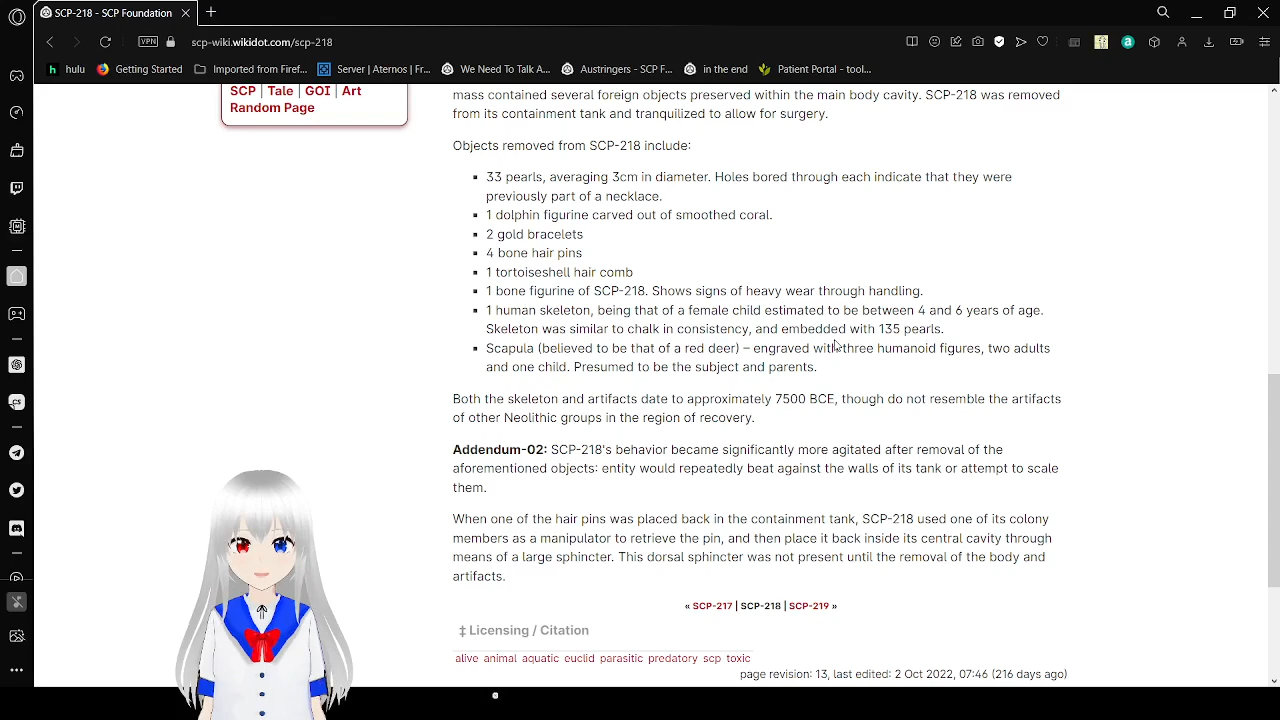 SCP-218 - SCP Foundation
VPN
scp-wiki.wikidot.com/scp-218
h hulu Getting Started Imported from Firef... Server | Aternos | Fr... We Need To Talk A... Austringers - SCP F... in the end Patient Portal - tool...
SCP | Tale | GOI | Art
Random Page
mass contained several foreign objects preserved within the main body cavity. SCP-218 was removed
from its containment tank and tranquilized to allow for surgery.
Objects removed from SCP-218 include:
33 pearls, averaging 3cm in diameter. Holes bored through each indicate that they were
previously part of a necklace.
1 dolphin figurine carved out of smoothed coral.
2 gold bracelets
4 bone hair pins
1 tortoiseshell hair comb
1 bone figurine of SCP-218. Shows signs of heavy wear through handling.
1 human skeleton, being that of a female child estimated to be between 4 and 6 years of age.
Skeleton was similar to chalk in consistency, and embedded with 135 pearls.
Scapula (believed to be that of a red deer) – engraved with three humanoid figures, two adults
and one child. Presumed to be the subject and parents.
Both the skeleton and artifacts date to approximately 7500 BCE, though do not resemble the artifacts
of other Neolithic groups in the region of recovery.
Addendum-02: SCP-218's behavior became significantly more agitated after removal of the
aforementioned objects: entity would repeatedly beat against the walls of its tank or attempt to scale
them.
When one of the hair pins was placed back in the containment tank, SCP-218 used one of its colony
members as a manipulator to retrieve the pin, and then place it back inside its central cavity through
means of a large sphincter. This dorsal sphincter was not present until the removal of the body and
artifacts.
« SCP-217 | SCP-218 | SCP-219 »
‡ Licensing / Citation
alive animal aquatic euclid parasitic predatory scp toxic
page revision: 13, last edited: 2 Oct 2022, 07:46 (216 days ago)